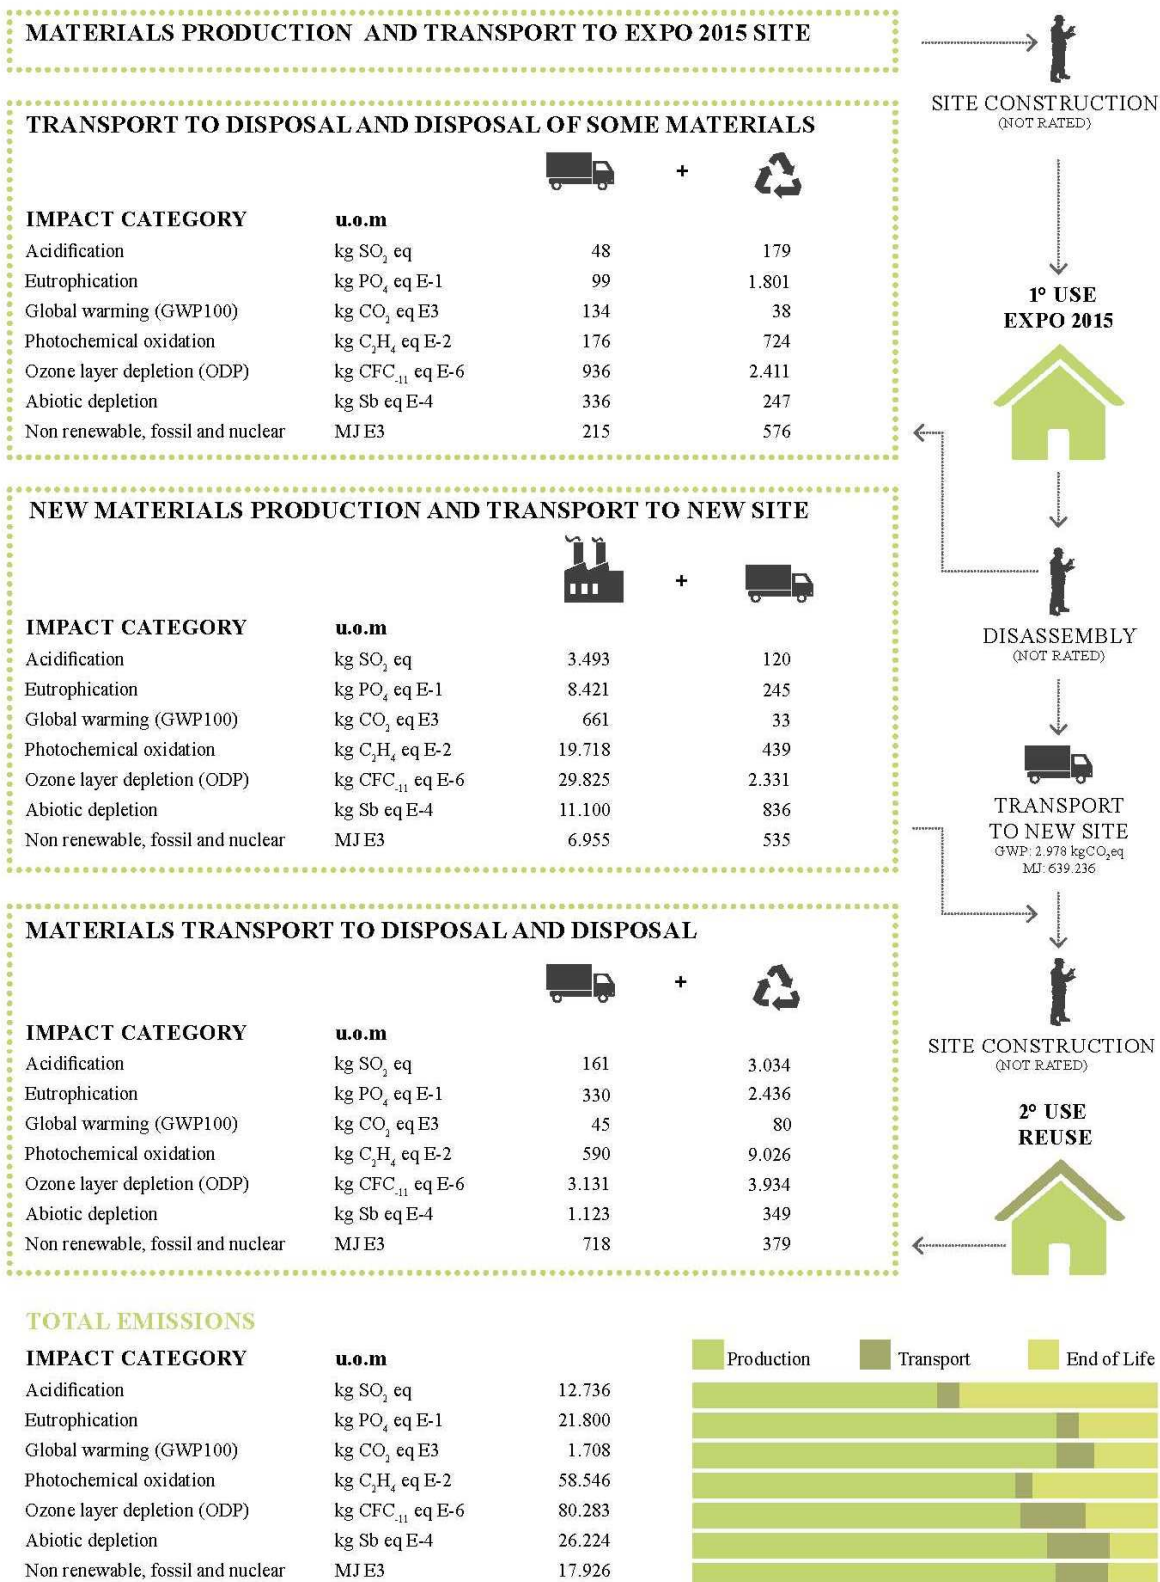 MATERIALS PRODUCTION AND TRANSPORT TO EXPO 2015 SITE
SITE CONSTRUCTION
(NOT RATED)
TRANSPORT TO DISPOSAL AND DISPOSAL OF SOME MATERIALS
+
IMPACT CATEGORY u.o.m
Acidification kg SO₂ eq 48 179
Eutrophication kg PO₄ eq E-1 99 1.801
Global warming (GWP100) kg CO₂ eq E3 134 38
Photochemical oxidation kg C₂H₄ eq E-2 176 724
Ozone layer depletion (ODP) kg CFC₋₁₁ eq E-6 936 2.411
Abiotic depletion kg Sb eq E-4 336 247
Non renewable, fossil and nuclear MJ E3 215 576
1° USE
EXPO 2015
NEW MATERIALS PRODUCTION AND TRANSPORT TO NEW SITE
+
IMPACT CATEGORY u.o.m
Acidification kg SO₂ eq 3.493 120
Eutrophication kg PO₄ eq E-1 8.421 245
Global warming (GWP100) kg CO₂ eq E3 661 33
Photochemical oxidation kg C₂H₄ eq E-2 19.718 439
Ozone layer depletion (ODP) kg CFC₋₁₁ eq E-6 29.825 2.331
Abiotic depletion kg Sb eq E-4 11.100 836
Non renewable, fossil and nuclear MJ E3 6.955 535
DISASSEMBLY
(NOT RATED)
TRANSPORT
TO NEW SITE
GWP: 2.978 kgCO₂eq
MJ: 639.236
MATERIALS TRANSPORT TO DISPOSAL AND DISPOSAL
+
IMPACT CATEGORY u.o.m
Acidification kg SO₂ eq 161 3.034
Eutrophication kg PO₄ eq E-1 330 2.436
Global warming (GWP100) kg CO₂ eq E3 45 80
Photochemical oxidation kg C₂H₄ eq E-2 590 9.026
Ozone layer depletion (ODP) kg CFC₋₁₁ eq E-6 3.131 3.934
Abiotic depletion kg Sb eq E-4 1.123 349
Non renewable, fossil and nuclear MJ E3 718 379
SITE CONSTRUCTION
(NOT RATED)
2° USE
REUSE
TOTAL EMISSIONS
IMPACT CATEGORY u.o.m
Acidification kg SO₂ eq 12.736
Eutrophication kg PO₄ eq E-1 21.800
Global warming (GWP100) kg CO₂ eq E3 1.708
Photochemical oxidation kg C₂H₄ eq E-2 58.546
Ozone layer depletion (ODP) kg CFC₋₁₁ eq E-6 80.283
Abiotic depletion kg Sb eq E-4 26.224
Non renewable, fossil and nuclear MJ E3 17.926
Production Transport End of Life